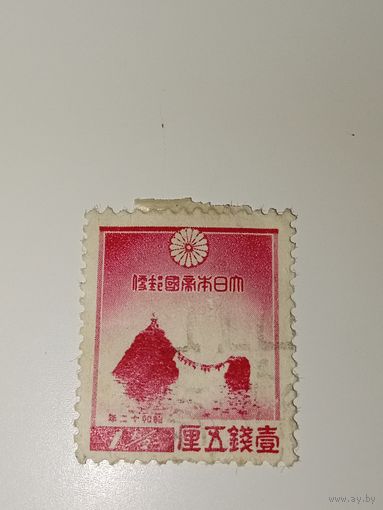 大日本帝國郵便
昭和十二年
壹錢五厘 1½
ay.by